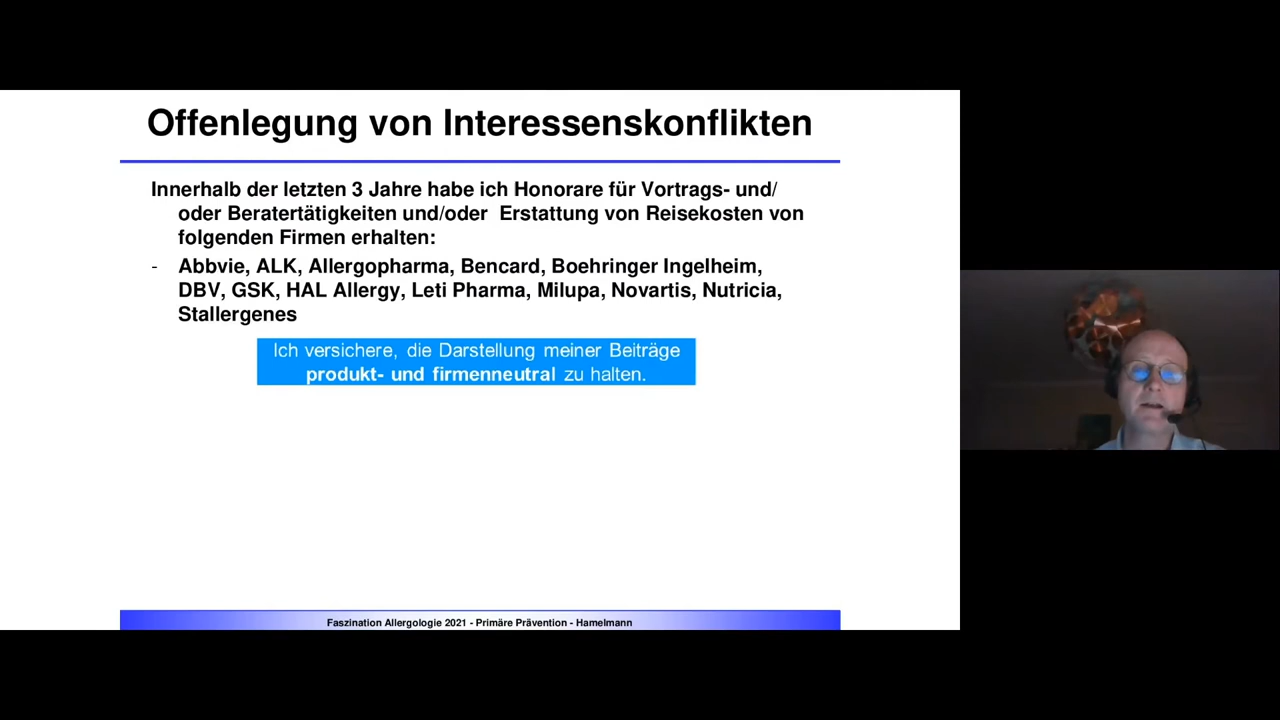 Offenlegung von Interessenskonflikten
Innerhalb der letzten 3 Jahre habe ich Honorare für Vortrags- und/
oder Beratertätigkeiten und/oder Erstattung von Reisekosten von
folgenden Firmen erhalten:
- Abbvie, ALK, Allergopharma, Bencard, Boehringer Ingelheim,
DBV, GSK, HAL Allergy, Leti Pharma, Milupa, Novartis, Nutricia,
Stallergenes
Ich versichere, die Darstellung meiner Beiträge
produkt- und firmenneutral zu halten.
Faszination Allergologie 2021 - Primäre Prävention - Hamelmann